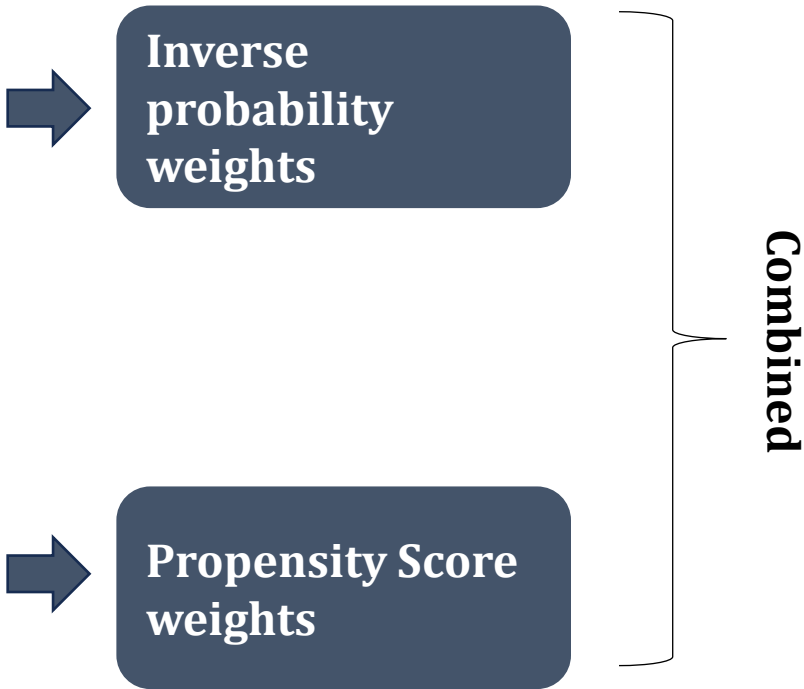 Inverse
probability
weights
Combined
Propensity Score
weights